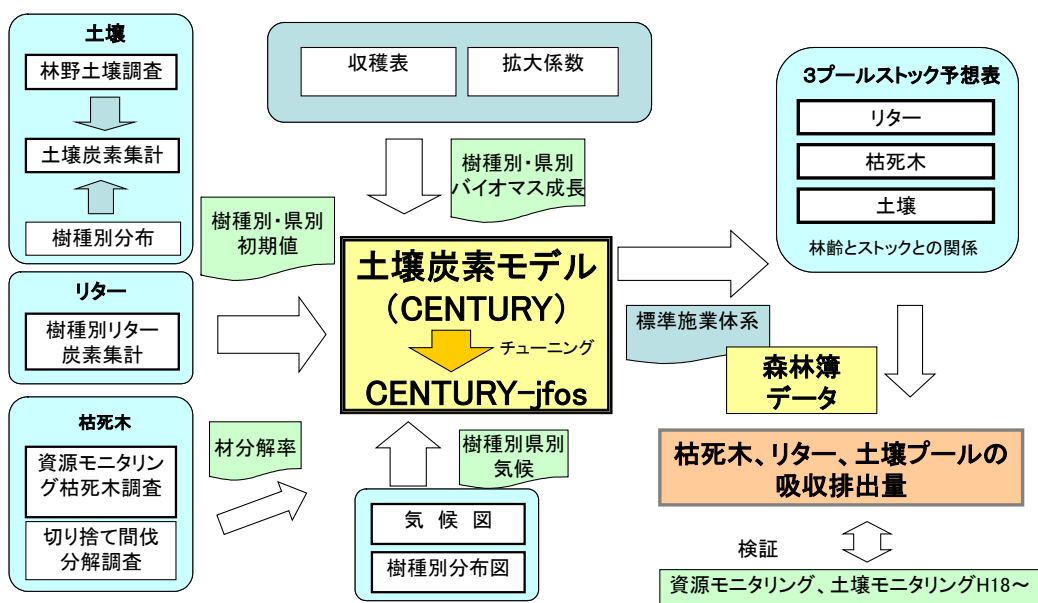 土壌
林野土壌調査
土壌炭素集計
樹種別分布
リター
樹種別リター
炭素集計
枯死木
資源モニタリン
グ枯死木調査
切り捨て間伐
分解調査
収穫表
拡大係数
樹種別・県別
バイオマス成長
樹種別・県別
初期値
材分解率
土壌炭素モデル
（CENTURY）
チューニング
CENTURY-jfos
樹種別県別
気候
気 候 図
樹種別分布図
3プールストック予想表
リター
枯死木
土壌
林齢とストックとの関係
標準施業体系
森林簿
データ
枯死木、リター、土壌プールの
吸収排出量
検証
資源モニタリング、土壌モニタリングH18～